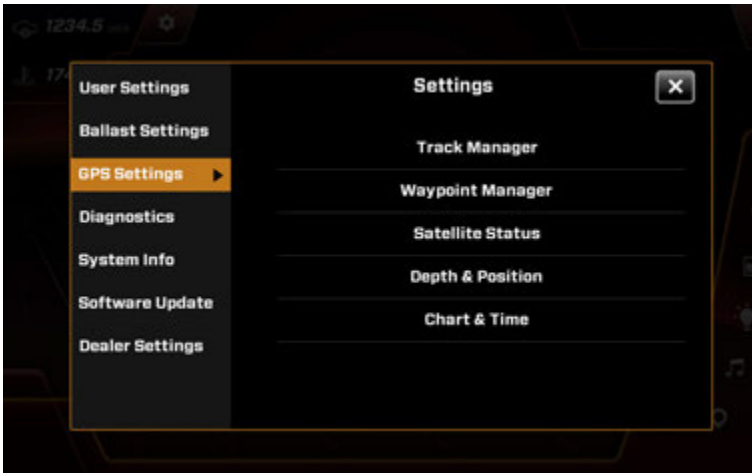 1234.5
174
User Settings
Ballast Settings
GPS Settings
Diagnostics
System Info
Software Update
Dealer Settings
Settings
Track Manager
Waypoint Manager
Satellite Status
Depth & Position
Chart & Time